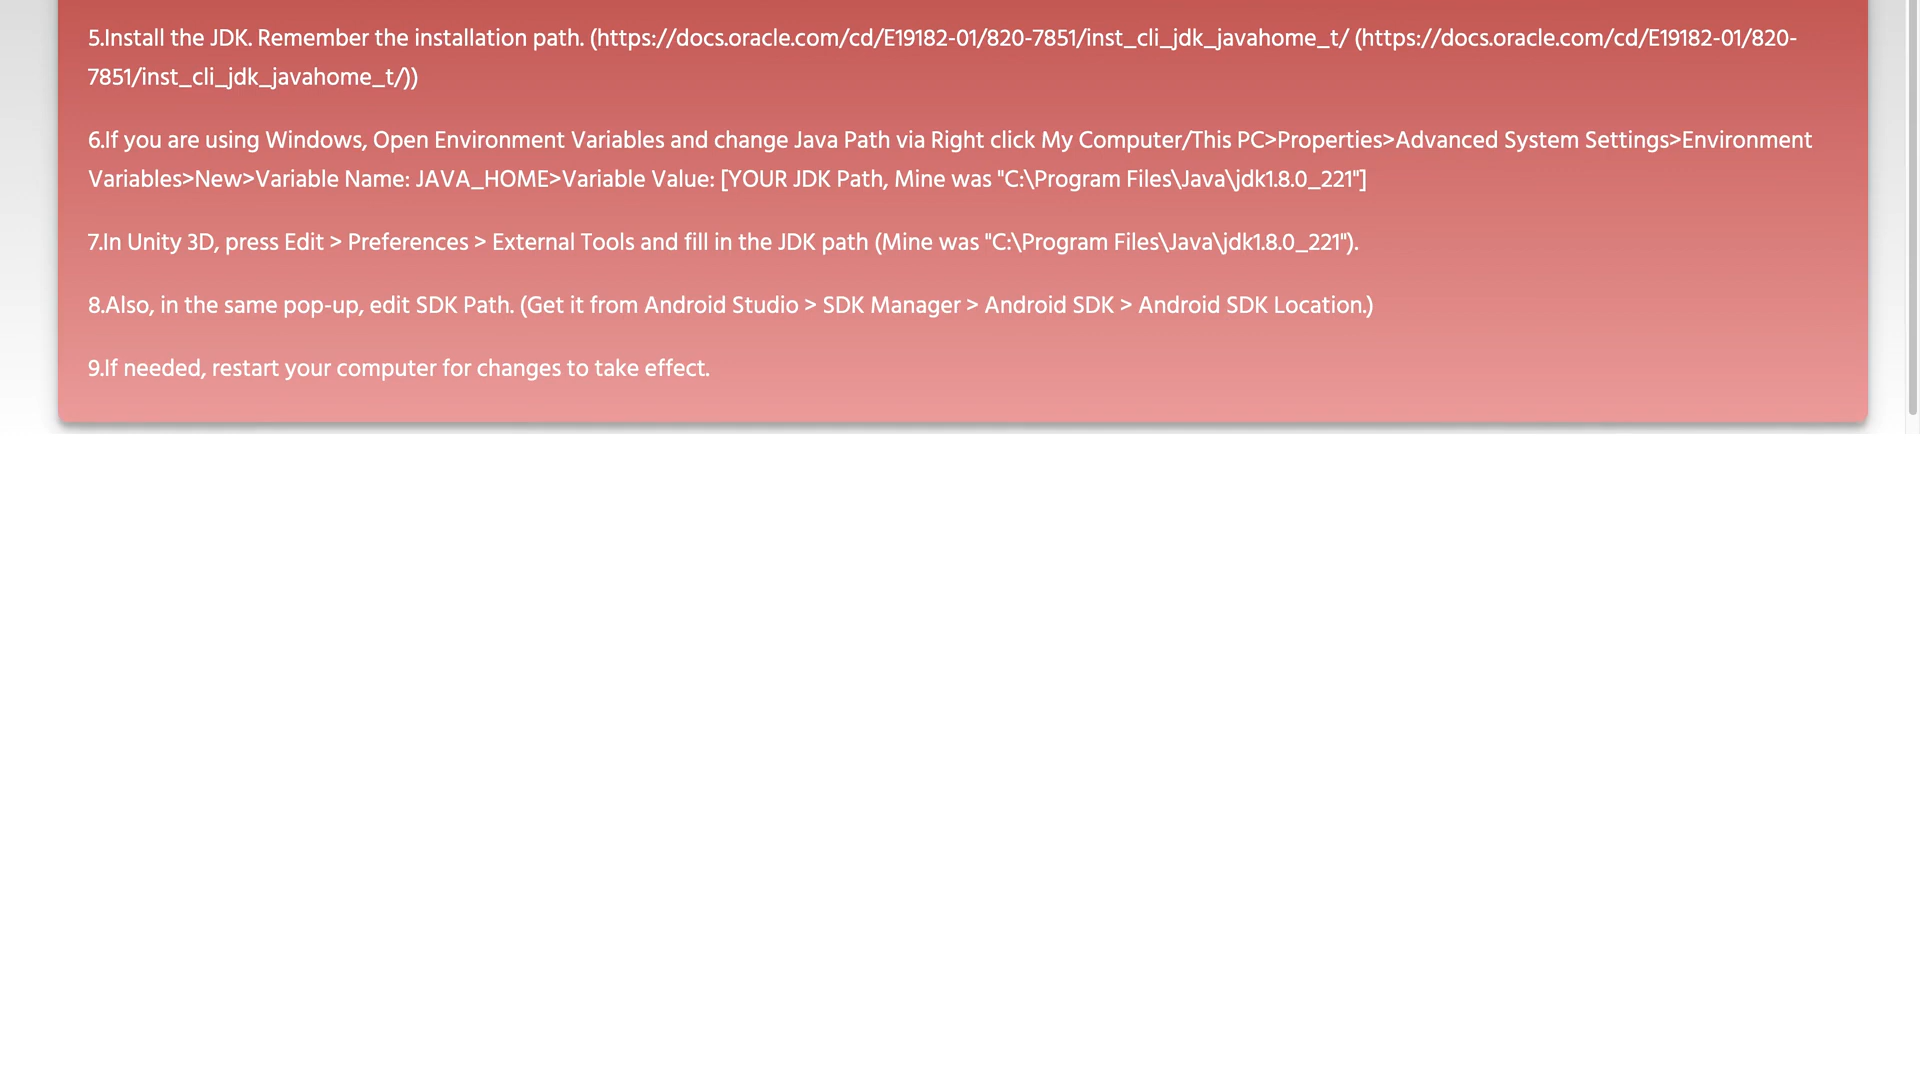 5.Install the JDK. Remember the installation path. (https://docs.oracle.com/cd/E19182-01/820-7851/inst_cli_jdk_javahome_t/ (https://docs.oracle.com/cd/E19182-01/820-
7851/inst_cli_jdk_javahome_t/))
6.If you are using Windows, Open Environment Variables and change Java Path via Right click My Computer/This PC>Properties>Advanced System Settings>Environment
Variables>New>Variable Name: JAVA_HOME>Variable Value: [YOUR JDK Path, Mine was "C:\Program Files\Java\jdk1.8.0_221"]
7.In Unity 3D, press Edit > Preferences > External Tools and fill in the JDK path (Mine was "C:\Program Files\Java\jdk1.8.0_221").
8.Also, in the same pop-up, edit SDK Path. (Get it from Android Studio > SDK Manager > Android SDK > Android SDK Location.)
9.If needed, restart your computer for changes to take effect.